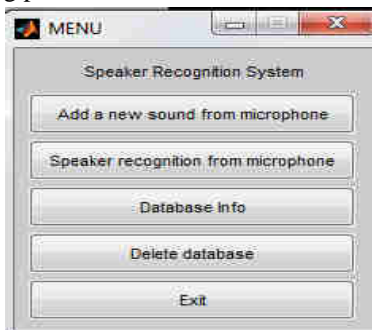 MENU
Speaker Recognition System
Add a new sound from microphone
Speaker recognition from microphone
Database Info
Delete database
Exit